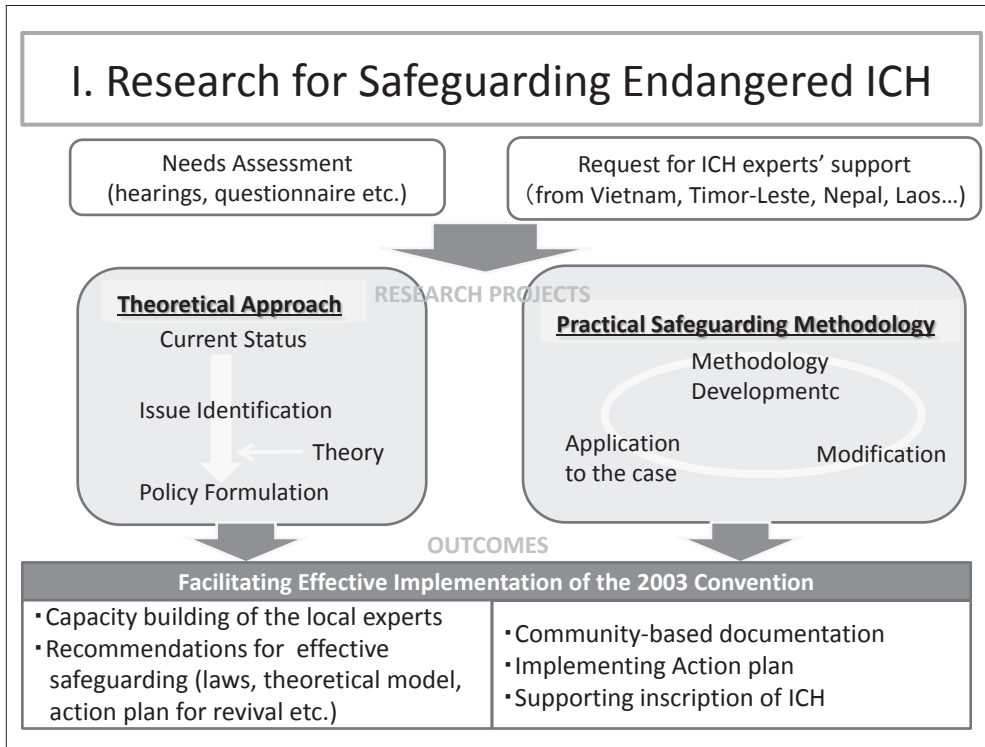 I. Research for Safeguarding Endangered ICH
Needs Assessment
(hearings, questionnaire etc.)
Request for ICH experts’ support
（from Vietnam, Timor-Leste, Nepal, Laos…)
RESEARCH PROJECTS
Theoretical Approach
Current Status
Issue Identification
Theory
Policy Formulation
Practical Safeguarding Methodology
Methodology
Developmentc
Application
to the case
Modification
OUTCOMES
Facilitating Effective Implementation of the 2003 Convention
・Capacity building of the local experts
・Recommendations for effective
safeguarding (laws, theoretical model,
action plan for revival etc.)
・Community-based documentation
・Implementing Action plan
・Supporting inscription of ICH